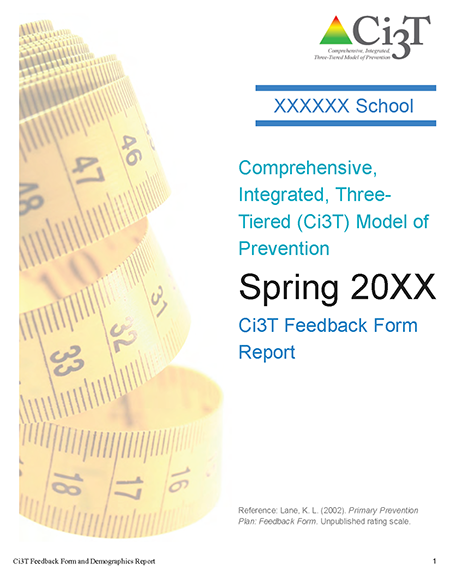 Ci3T
Comprehensive, Integrated,
Three-Tiered Model of Prevention
XXXXXX School
Comprehensive,
Integrated, Three-
Tiered (Ci3T) Model of
Prevention
Spring 20XX
Ci3T Feedback Form
Report
48 47 46
33 32 31
18 17 16
Reference: Lane, K. L. (2002). Primary Prevention
Plan: Feedback Form. Unpublished rating scale.
Ci3T Feedback Form and Demographics Report 1